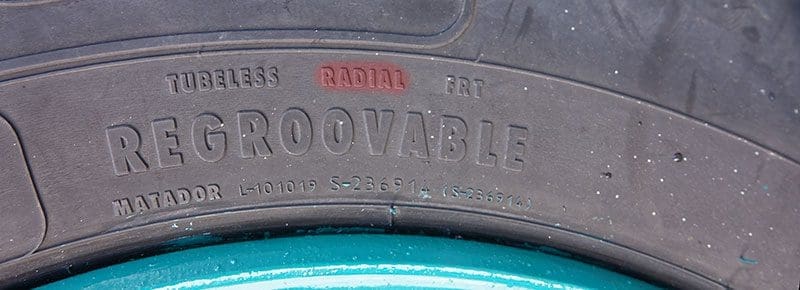 TUBELESS RADIAL FRT
REGROOVABLE
MATADOR L-101019 S-236914 (S-236914)